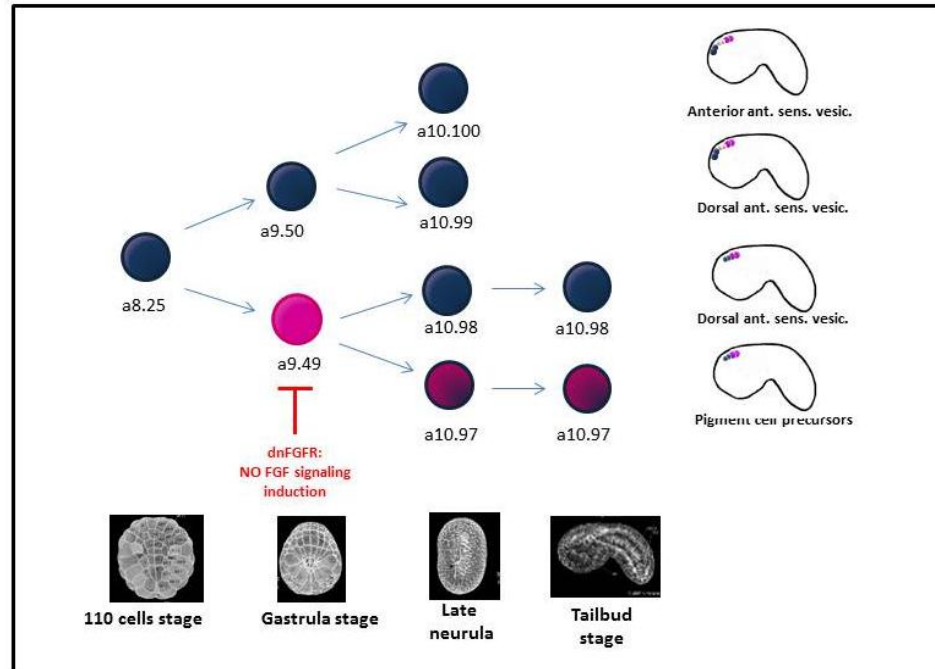 Anterior ant. sens. vesic.
a10.100
Dorsal ant. sens. vesic.
a10.99
a9.50
a8.25
a10.98
a10.98
Dorsal ant. sens. vesic.
a9.49
Pigment cell precursors
a10.97
a10.97
dnFGFR:
NO FGF signaling
induction
110 cells stage
Gastrula stage
Late
neurula
Tailbud
stage